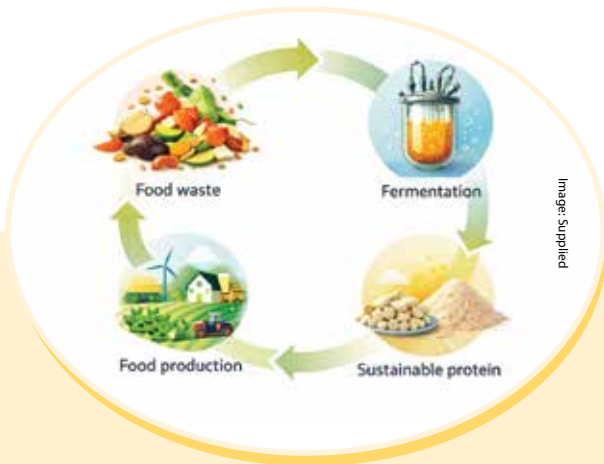 Food waste
Fermentation
Image: Supplied
Food production
Sustainable protein